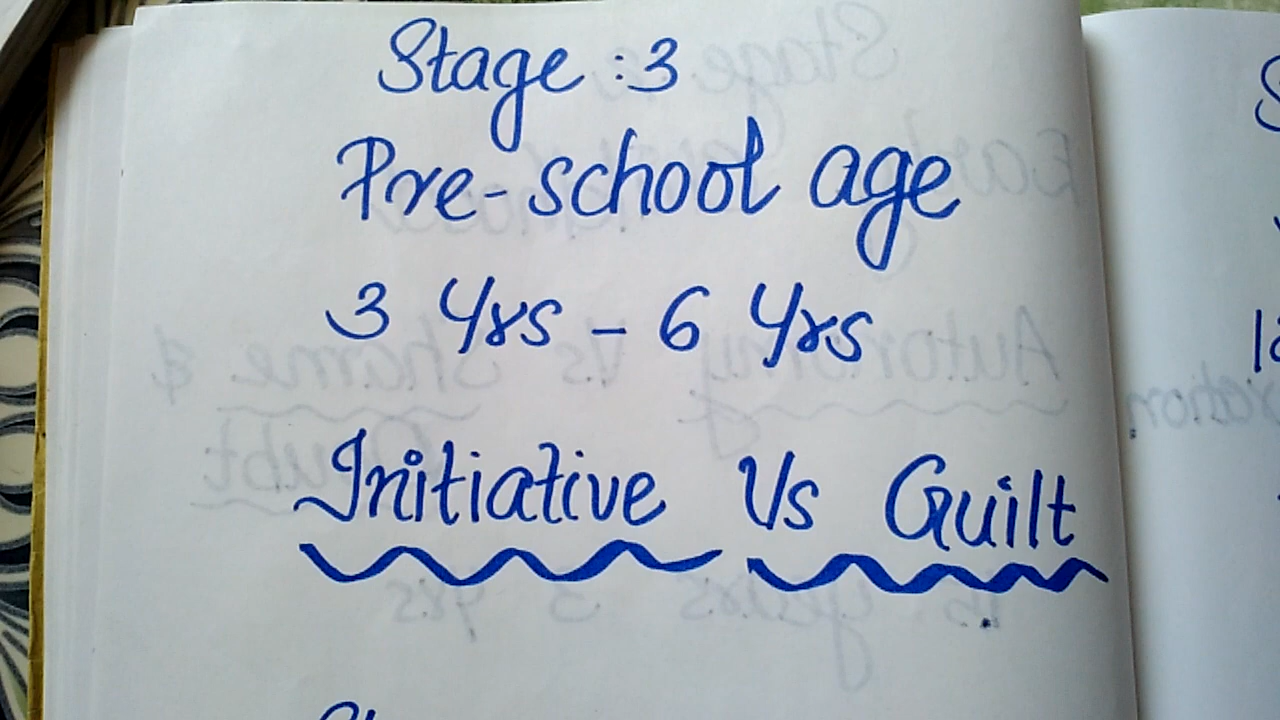 Stage : 3
Pre-school age
3 Yrs - 6 Yrs
Initiative Vs Guilt